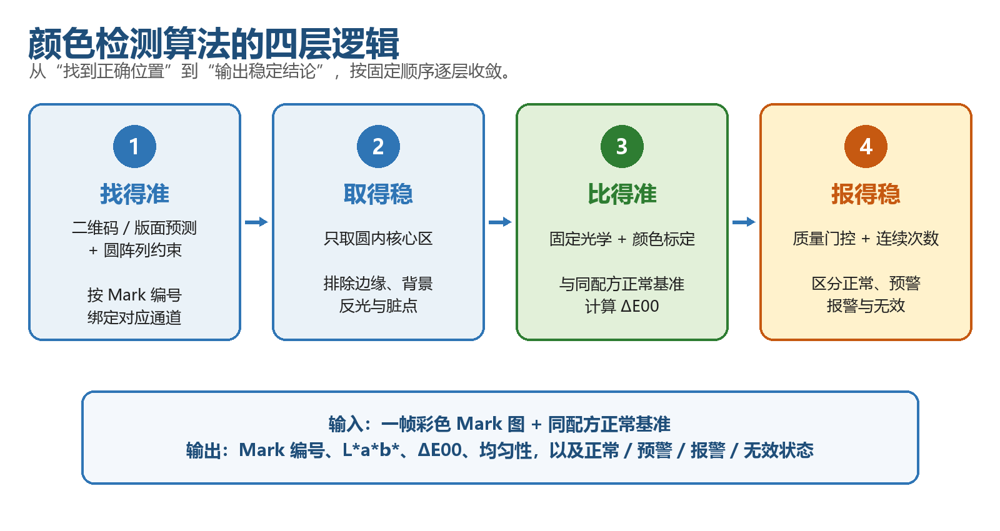 颜色检测算法的四层逻辑
从“找到正确位置”到“输出稳定结论”，按固定顺序逐层收敛。
1
找得准
二维码 / 版面预测
+ 圆阵列约束
按 Mark 编号
绑定对应通道
2
取得稳
只取圆内核心区
排除边缘、背景
反光与脏点
3
比得准
固定光学 + 颜色标定
与同配方正常基准
计算 ΔE00
4
报得稳
质量门控 + 连续次数
区分正常、预警
报警与无效
输入：一帧彩色 Mark 图 + 同配方正常基准
输出：Mark 编号、L*a*b*、ΔE00、均匀性，以及正常 / 预警 / 报警 / 无效状态